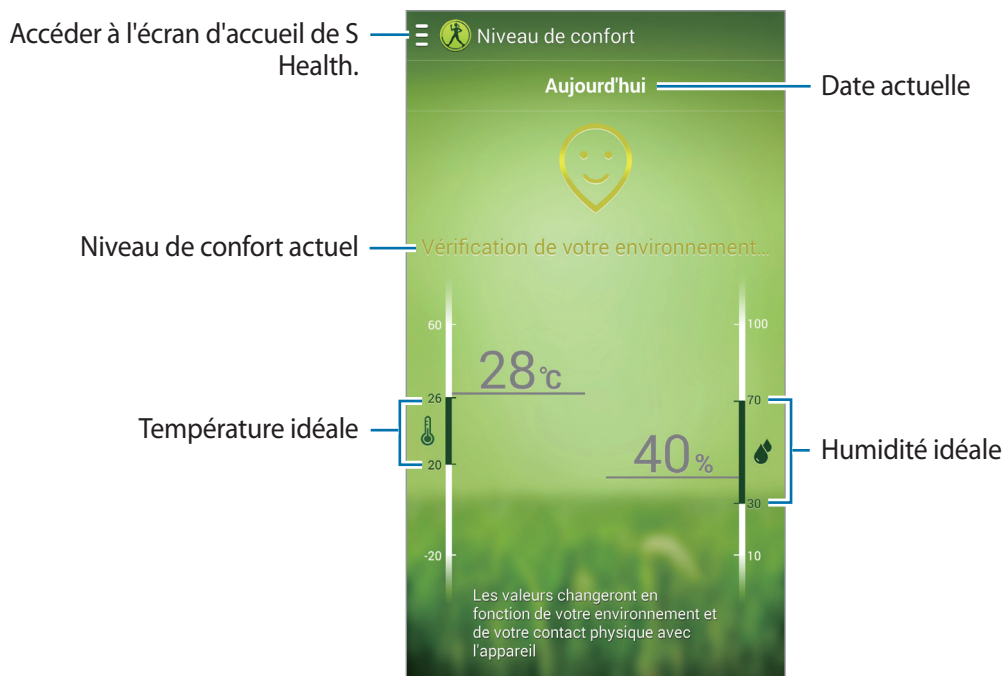 Accéder à l'écran d'accueil de S
Health.
Niveau de confort
Aujourd'hui
Date actuelle
Niveau de confort actuel
Vérification de votre environnement...
60
100
28°C
26
70
Température idéale
Humidité idéale
20
40%
30
-20
10
Les valeurs changeront en
fonction de votre environnement et
de votre contact physique avec
l'appareil